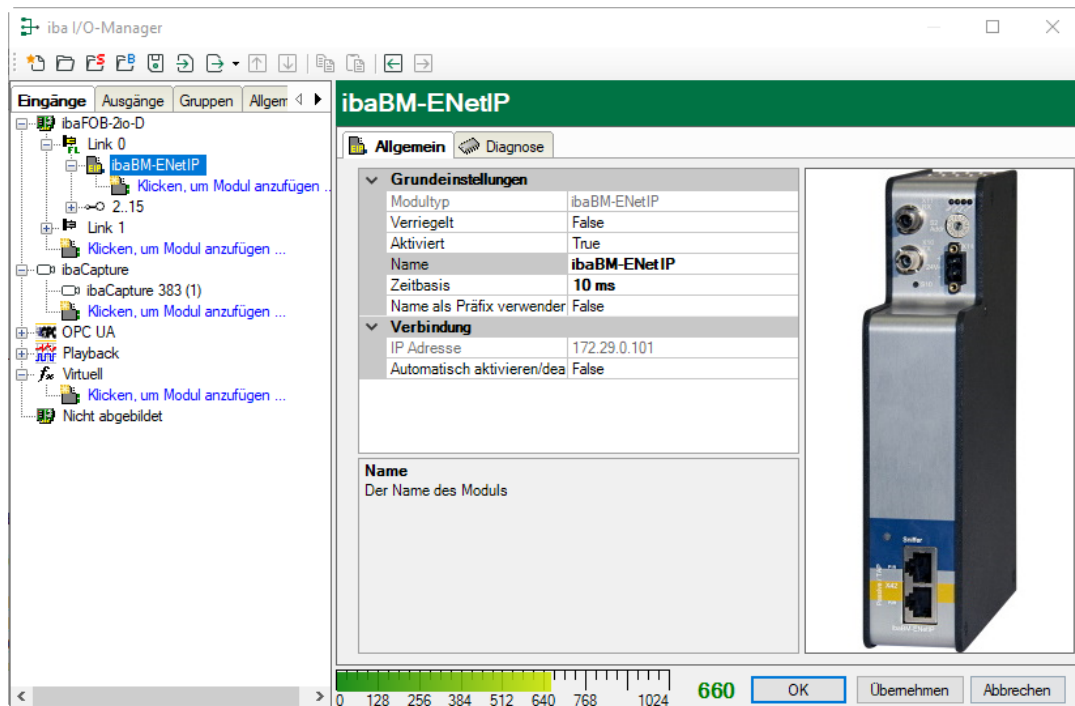 iba I/O-Manager
Eingänge Ausgänge Gruppen Allgem
ibaFOB-2io-D
Link 0
ibaBM-ENetIP
Klicken, um Modul anzufügen ..
2..15
Link 1
Klicken, um Modul anzufügen ...
ibaCapture
ibaCapture 383 (1)
Klicken, um Modul anzufügen ...
OPC UA
Playback
Virtuell
Klicken, um Modul anzufügen ...
Nicht abgebildet
ibaBM-ENetIP
Allgemein Diagnose
Grundeinstellungen
Modultyp ibaBM-ENetIP
Verriegelt False
Aktiviert True
Name ibaBM-ENetIP
Zeitbasis 10 ms
Name als Präfix verwenden False
Verbindung
IP Adresse 172.29.0.101
Automatisch aktivieren/dea False
Name
Der Name des Moduls
Sniffer
0 128 256 384 512 640 768 1024
660
OK Übernehmen Abbrechen